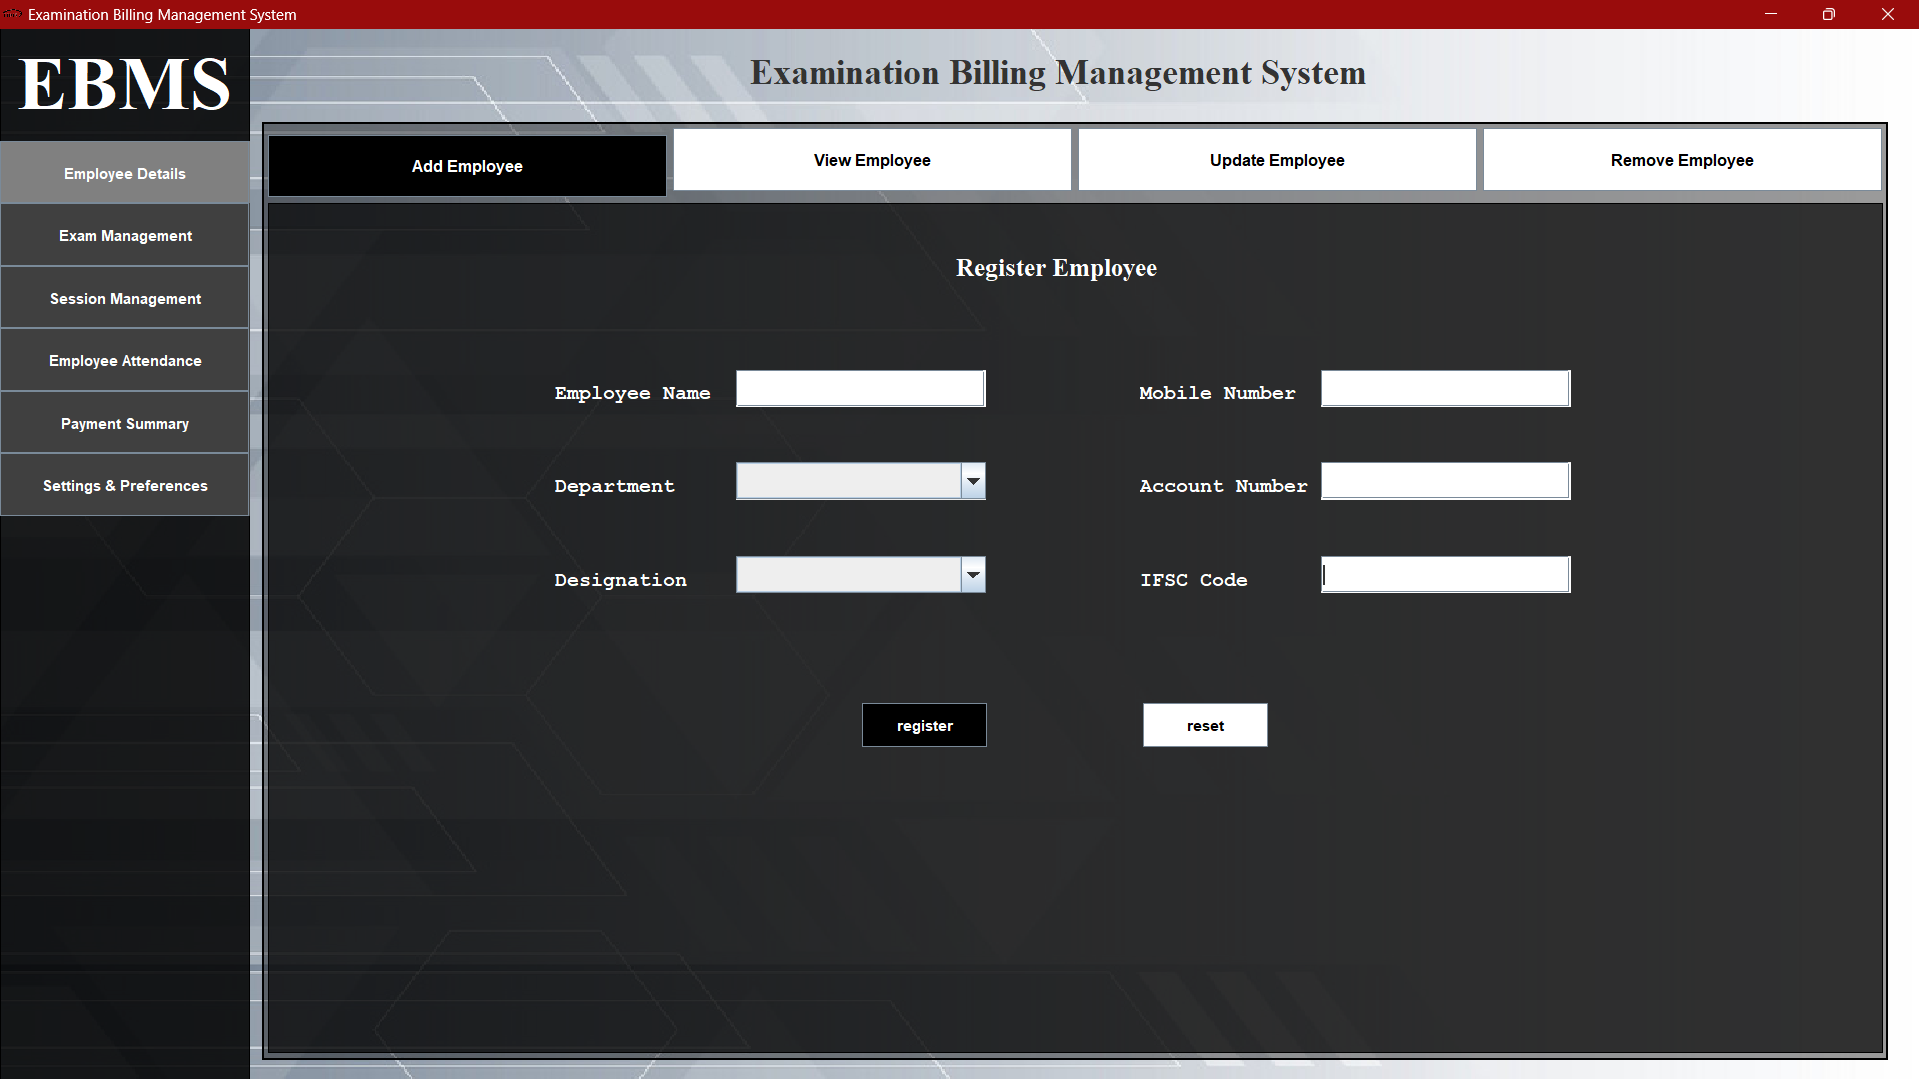 Examination Billing Management System
EBMS
Examination Billing Management System
Employee Details
Exam Management
Session Management
Employee Attendance
Payment Summary
Settings & Preferences
Add Employee
View Employee
Update Employee
Remove Employee
Register Employee
Employee Name
Mobile Number
Department
Account Number
Designation
IFSC Code
register
reset